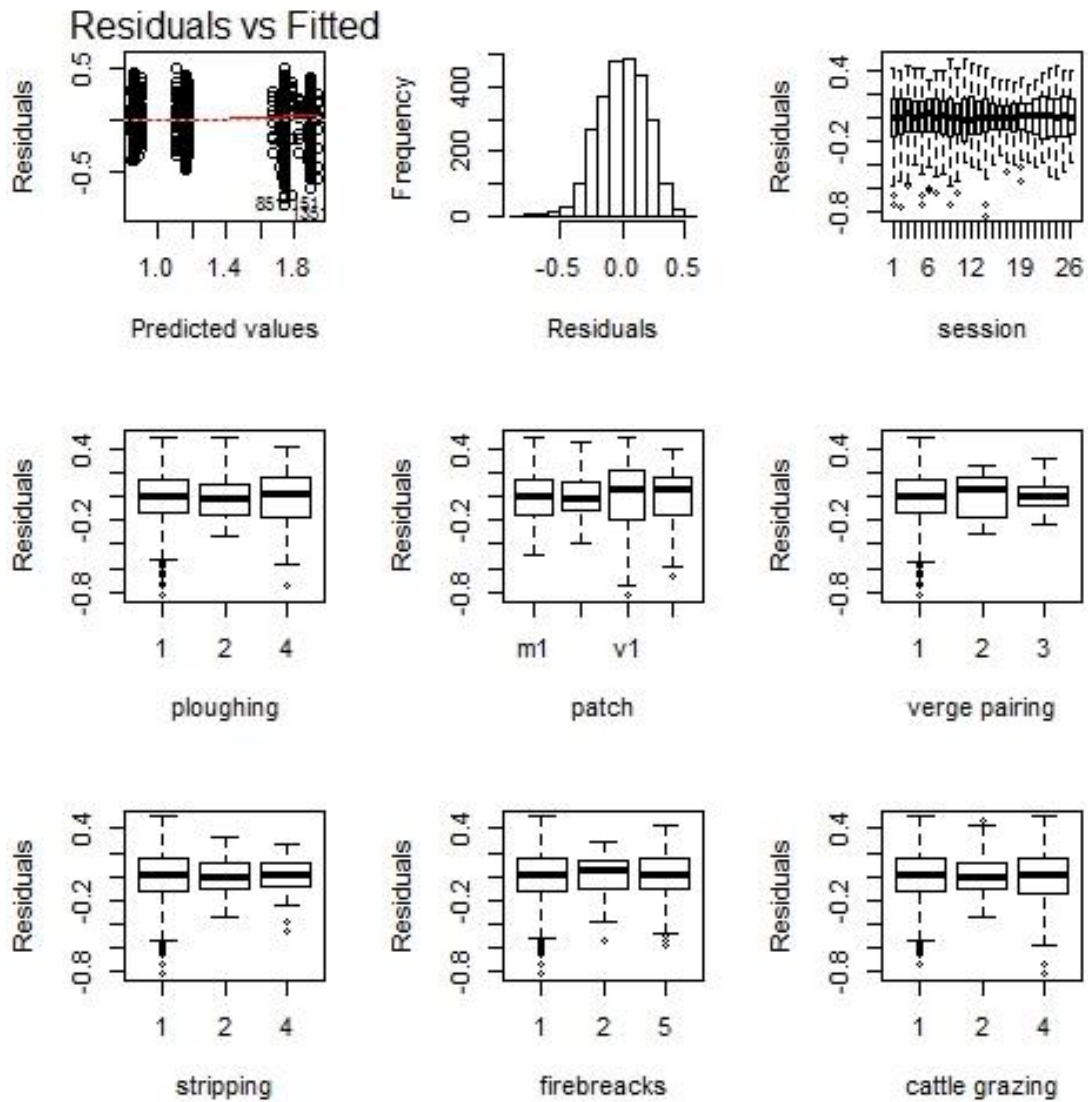 Residuals vs Fitted
Residuals
0.5
-0.5
1.0 1.4 1.8
Predicted values
Frequency
400
200
0
-0.5 0.0 0.5
Residuals
Residuals
0.4
-0.2
-0.8
1 6 12 19 26
session
Residuals
0.4
-0.2
-0.8
1 2 4
ploughing
Residuals
0.4
-0.2
-0.8
m1 v1
patch
Residuals
0.4
-0.2
-0.8
1 2 3
verge pairing
Residuals
0.4
-0.2
-0.8
1 2 4
stripping
Residuals
0.4
-0.2
-0.8
1 2 5
firebreacks
Residuals
0.4
-0.2
-0.8
1 2 4
cattle grazing